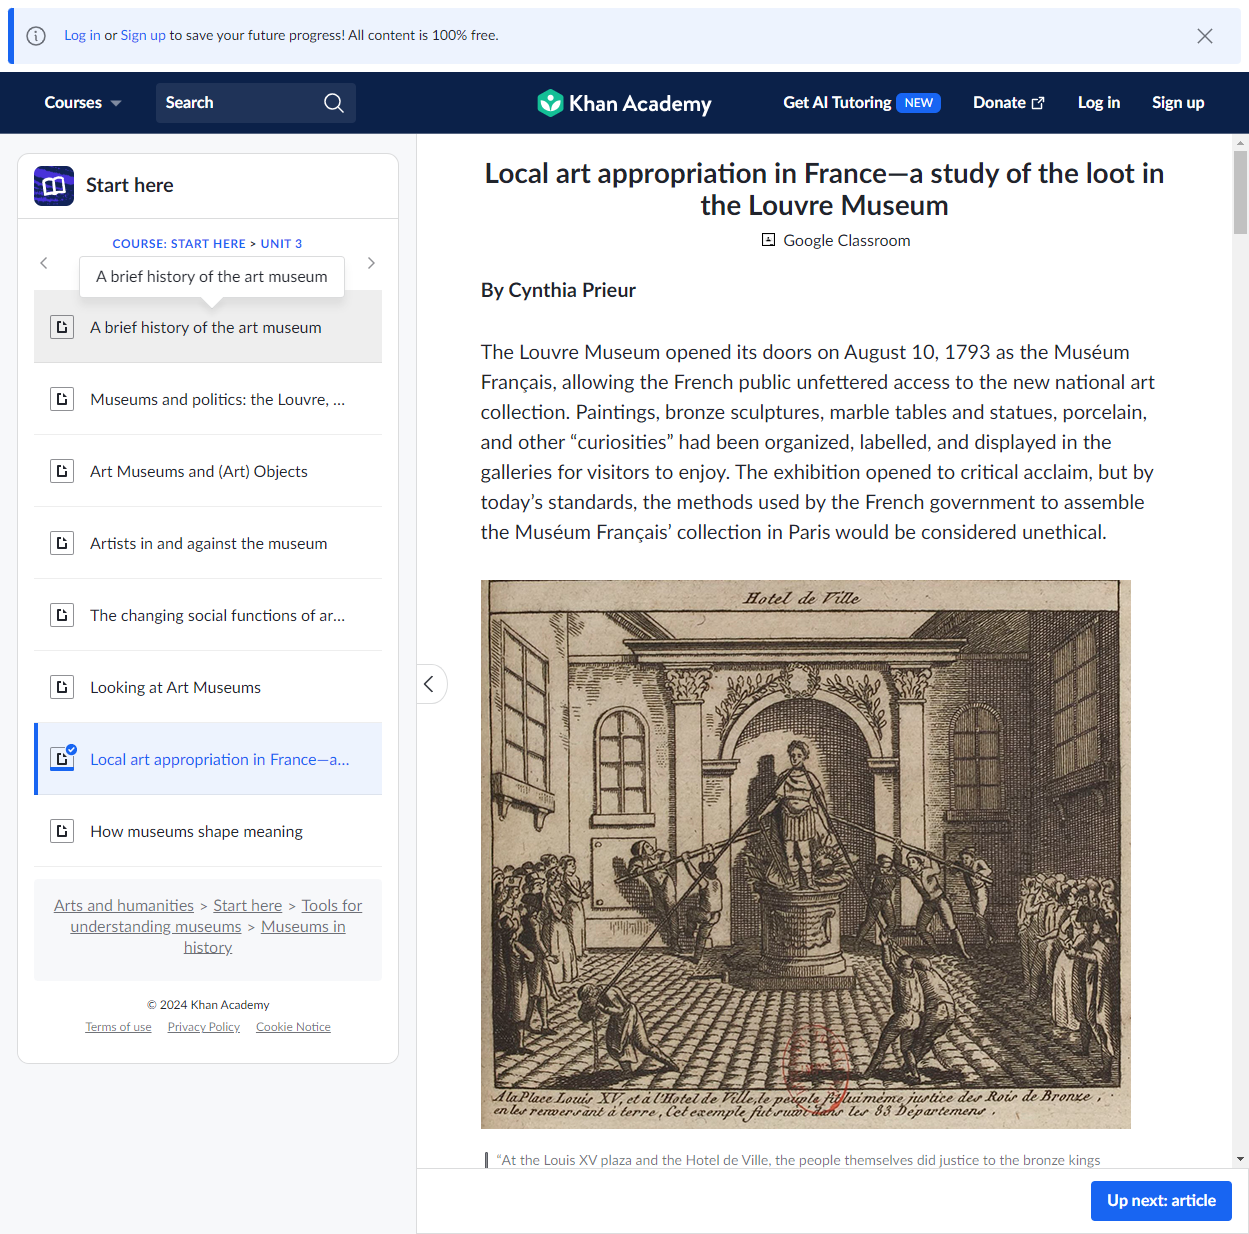 Log in or Sign up to save your future progress! All content is 100% free.
Courses
Search
Khan Academy
Get AI Tutoring NEW
Donate
Log in
Sign up
Start here
COURSE: START HERE > UNIT 3
A brief history of the art museum
A brief history of the art museum
Museums and politics: the Louvre, ...
Art Museums and (Art) Objects
Artists in and against the museum
The changing social functions of ar...
Looking at Art Museums
Local art appropriation in France—a...
How museums shape meaning
Arts and humanities > Start here > Tools for
understanding museums > Museums in
history
© 2024 Khan Academy
Terms of use Privacy Policy Cookie Notice
Local art appropriation in France—a study of the loot in
the Louvre Museum
Google Classroom
By Cynthia Prieur
The Louvre Museum opened its doors on August 10, 1793 as the Muséum
Français, allowing the French public unfettered access to the new national art
collection. Paintings, bronze sculptures, marble tables and statues, porcelain,
and other “curiosities” had been organized, labelled, and displayed in the
galleries for visitors to enjoy. The exhibition opened to critical acclaim, but by
today’s standards, the methods used by the French government to assemble
the Muséum Français’ collection in Paris would be considered unethical.
Hotel de Ville
A la Place Louis XV, et à l'Hotel de Ville, le peuple fit lui même justice des Rois de Bronze,
en les renversant à terre, Cet exemple fut suivi dans les 83 Départemens.
“At the Louis XV plaza and the Hotel de Ville, the people themselves did justice to the bronze kings
Up next: article